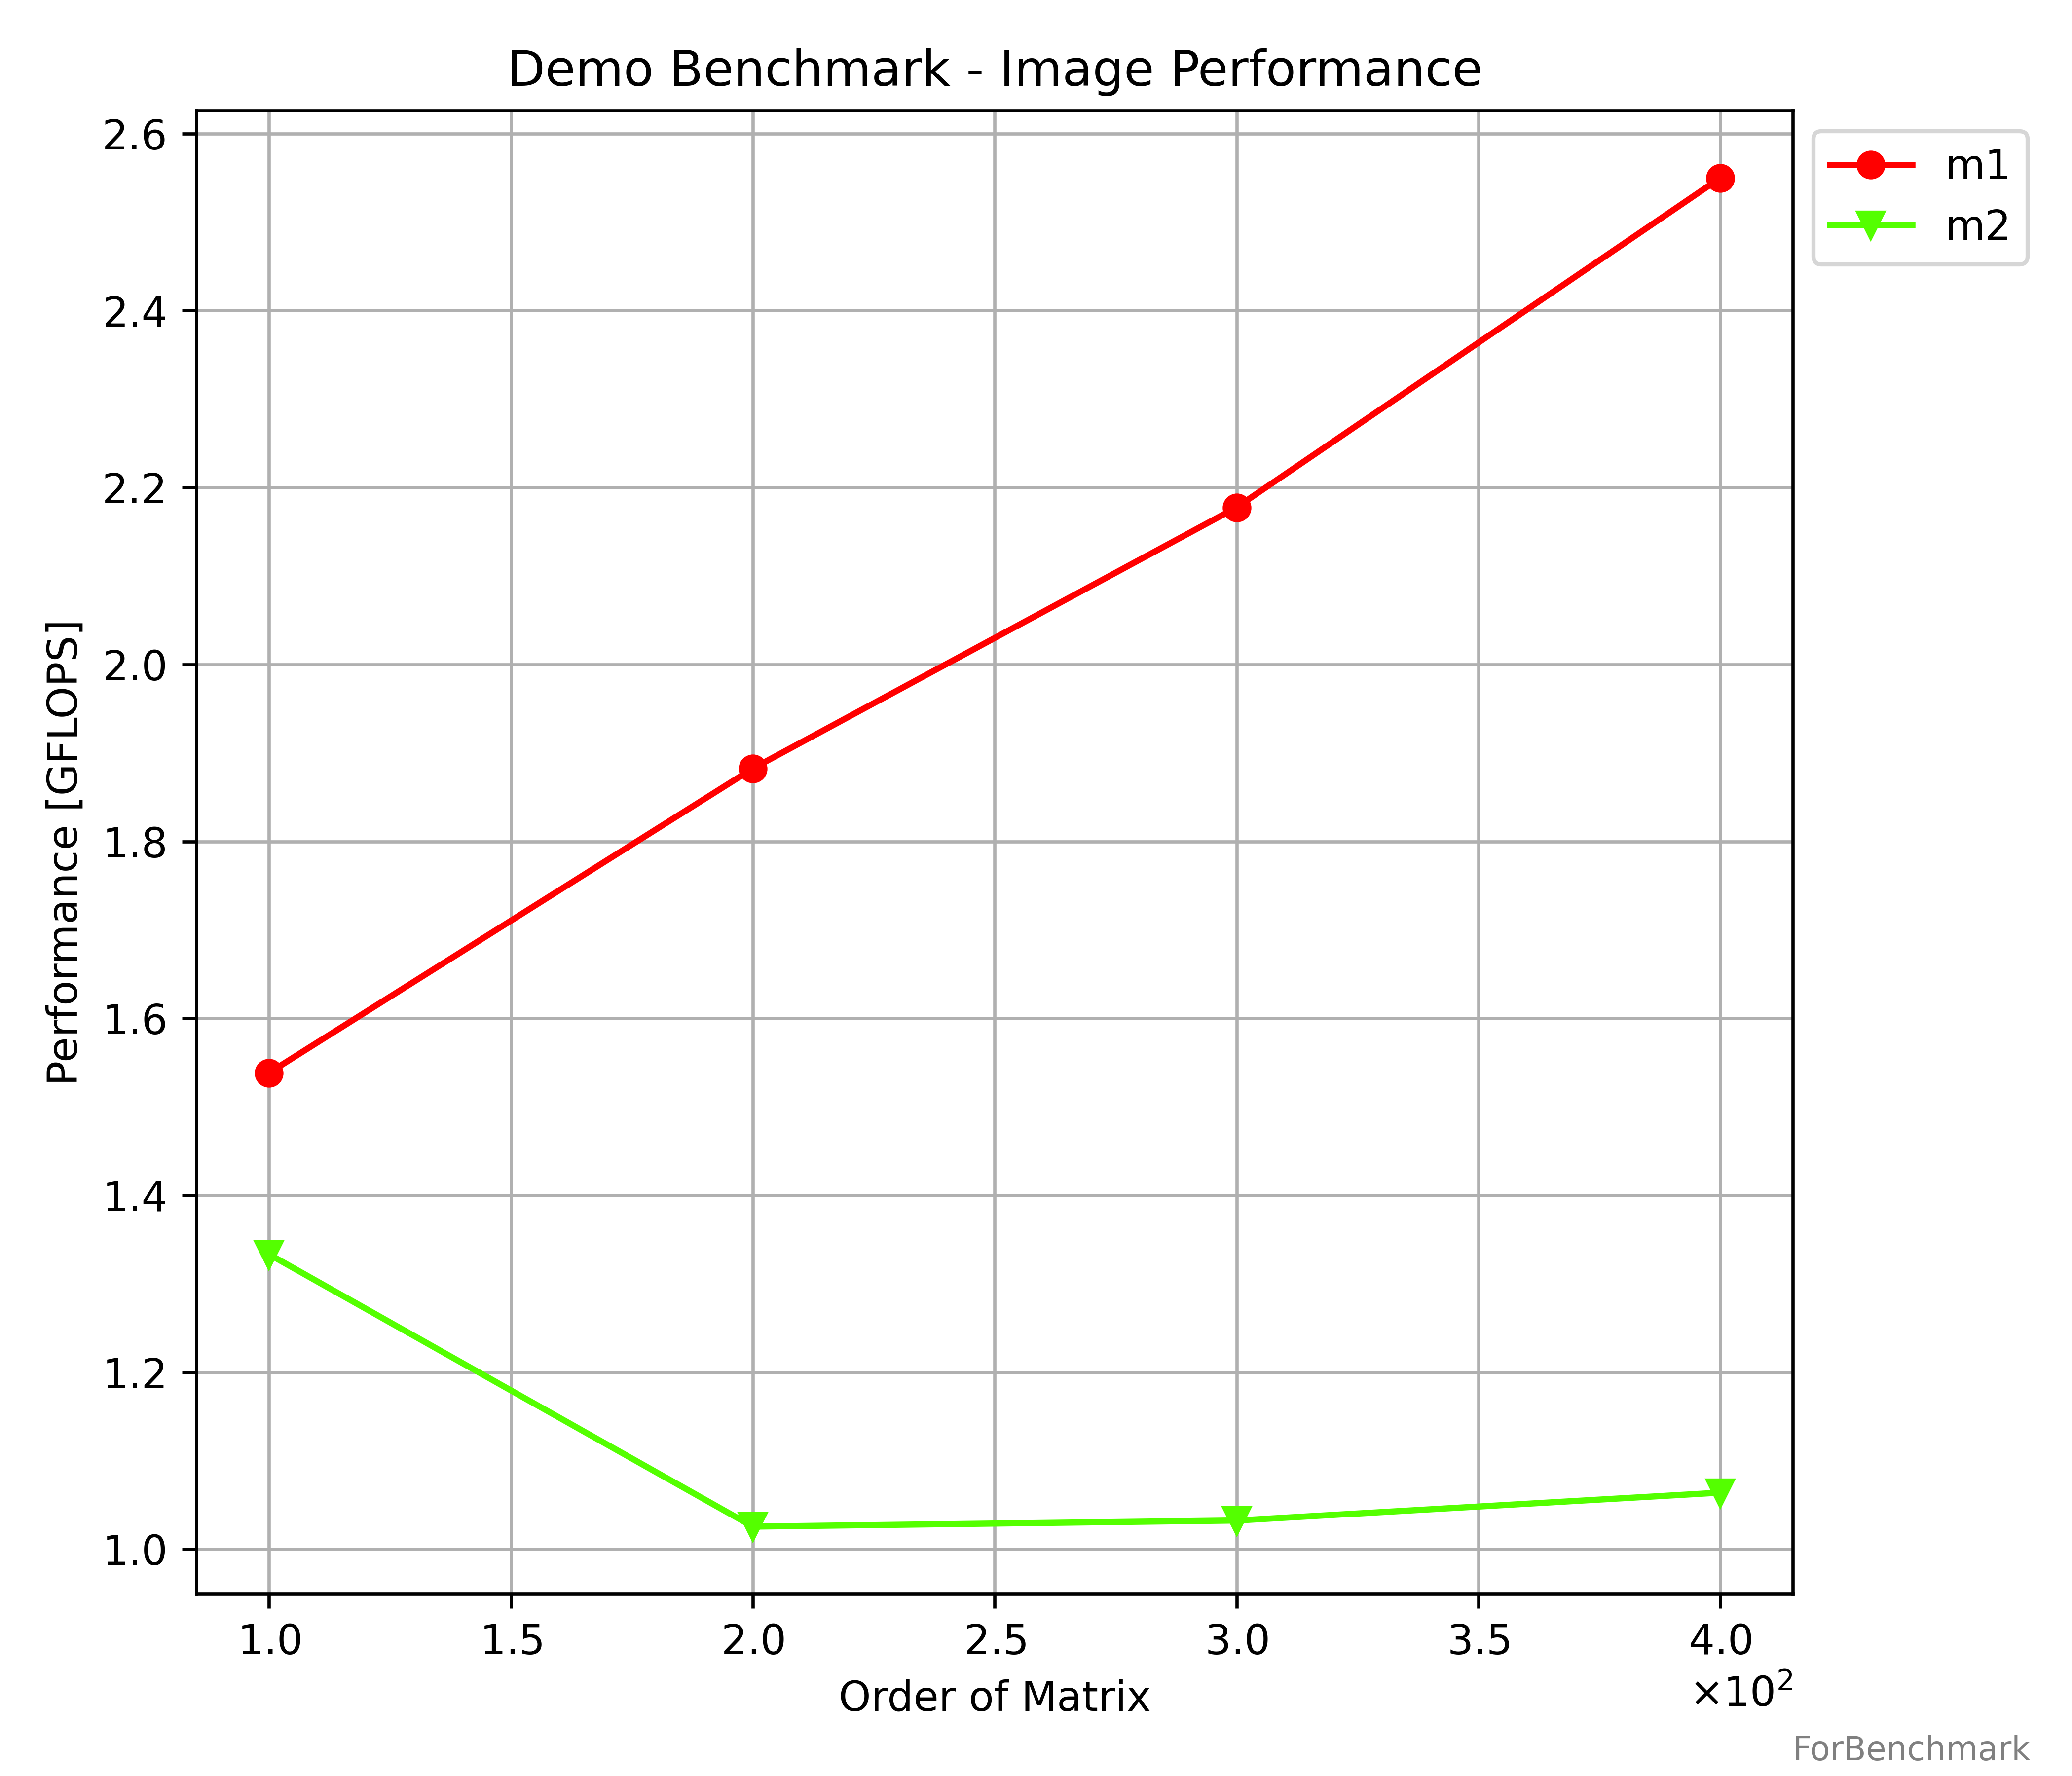 Demo Benchmark - Image Performance
m1
m2
Performance [GFLOPS]
2.6
2.4
2.2
2.0
1.8
1.6
1.4
1.2
1.0
1.0 1.5 2.0 2.5 3.0 3.5 4.0
×10²
Order of Matrix
ForBenchmark